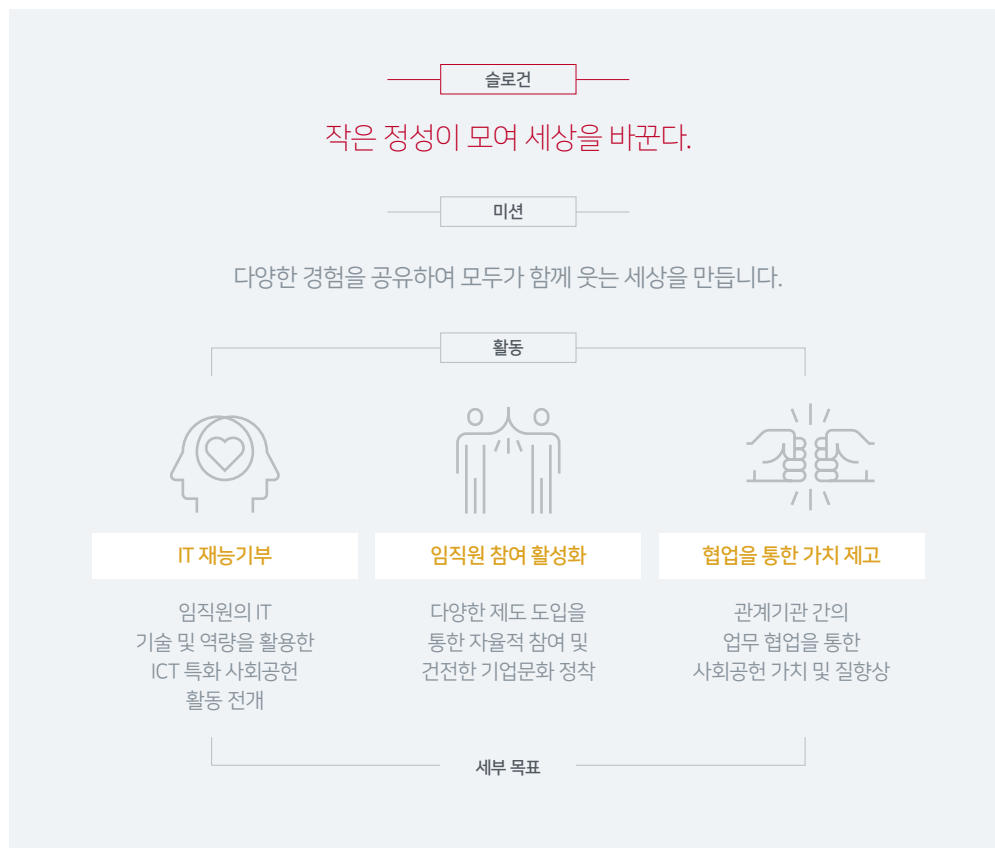 슬로건
작은 정성이 모여 세상을 바꾼다.
미션
다양한 경험을 공유하여 모두가 함께 웃는 세상을 만듭니다.
활동
IT 재능기부
임직원의 IT
기술 및 역량을 활용한
ICT 특화 사회공헌
활동 전개
임직원 참여 활성화
다양한 제도 도입을
통한 자율적 참여 및
건전한 기업문화 정착
협업을 통한 가치 제고
관계기관 간의
업무 협업을 통한
사회공헌 가치 및 질향상
세부 목표